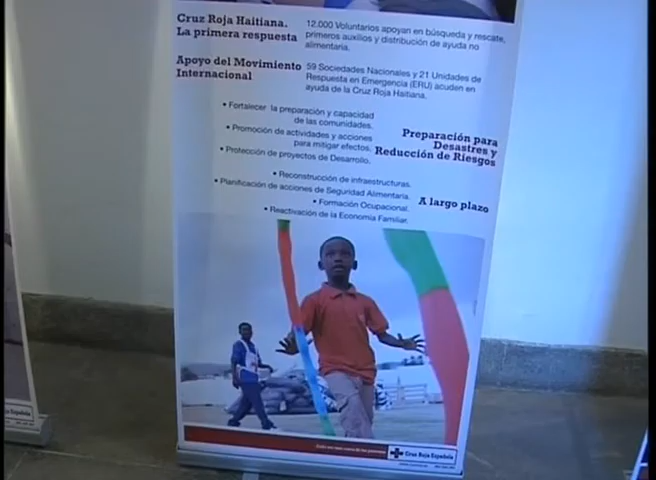 Cruz Roja Haitiana.
La primera respuesta
12.000 Voluntarios apoyan en búsqueda y rescate,
primeros auxilios y distribución de ayuda no
alimentaria.
Apoyo del Movimiento
Internacional
59 Sociedades Nacionales y 21 Unidades de
Respuesta en Emergencia (ERU) acuden en
ayuda de la Cruz Roja Haitiana.
• Fortalecer la preparación y capacidad
de las comunidades.
• Promoción de actividades y acciones
para mitigar efectos.
• Protección de proyectos de Desarrollo.
Preparación para
Desastres y
Reducción de Riesgos
• Reconstrucción de infraestructuras.
• Planificación de acciones de Seguridad Alimentaria.
• Formación Ocupacional.
• Reactivación de la Economía Familiar.
A largo plazo
Cruz Roja Española
Cruz Roja Española